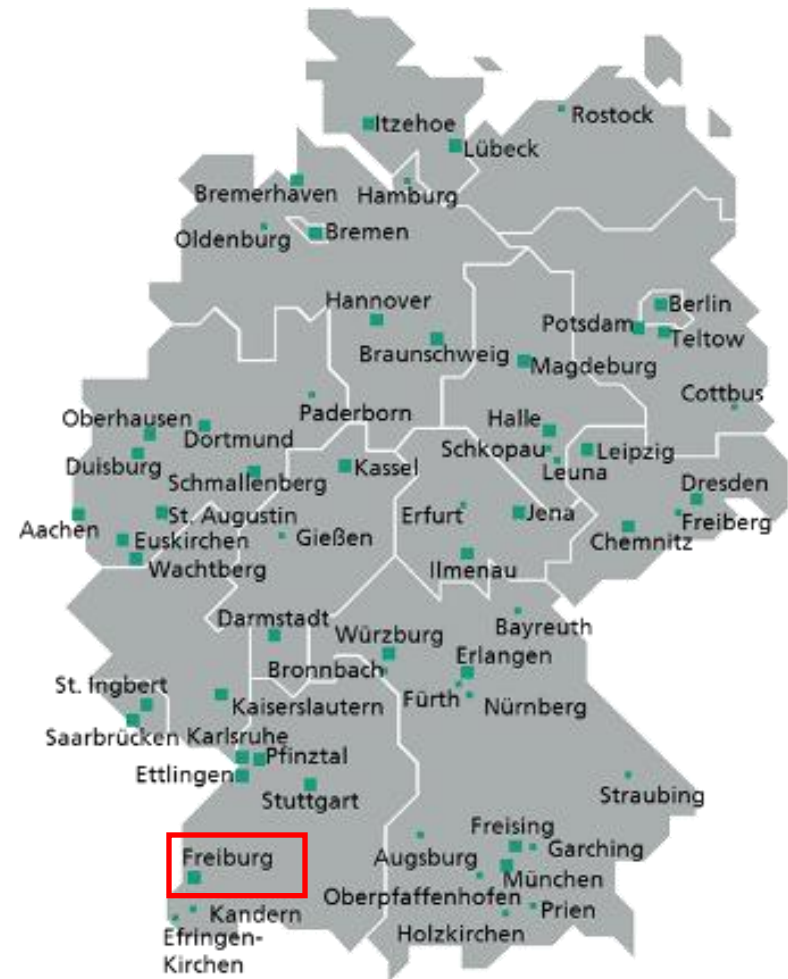 Itzehoe
Rostock
Lübeck
Bremerhaven
Hamburg
Oldenburg
Bremen
Hannover
Berlin
Potsdam
Teltow
Braunschweig
Magdeburg
Cottbus
Paderborn
Oberhausen
Dortmund
Halle
Schkopau
Leipzig
Duisburg
Kassel
Leuna
Schmallenberg
Dresden
Aachen
St. Augustin
Erfurt
Jena
Freiberg
Euskirchen
Gießen
Chemnitz
Wachtberg
Ilmenau
Darmstadt
Würzburg
Bayreuth
Bronnbach
Erlangen
St. Ingbert
Kaiserslautern
Fürth
Nürnberg
Saarbrücken
Karlsruhe
Pfinztal
Ettlingen
Stuttgart
Straubing
Freising
Freiburg
Augsburg
Garching
München
Oberpfaffenhofen
Kandern
Prien
Efringen-
Kirchen
Holzkirchen